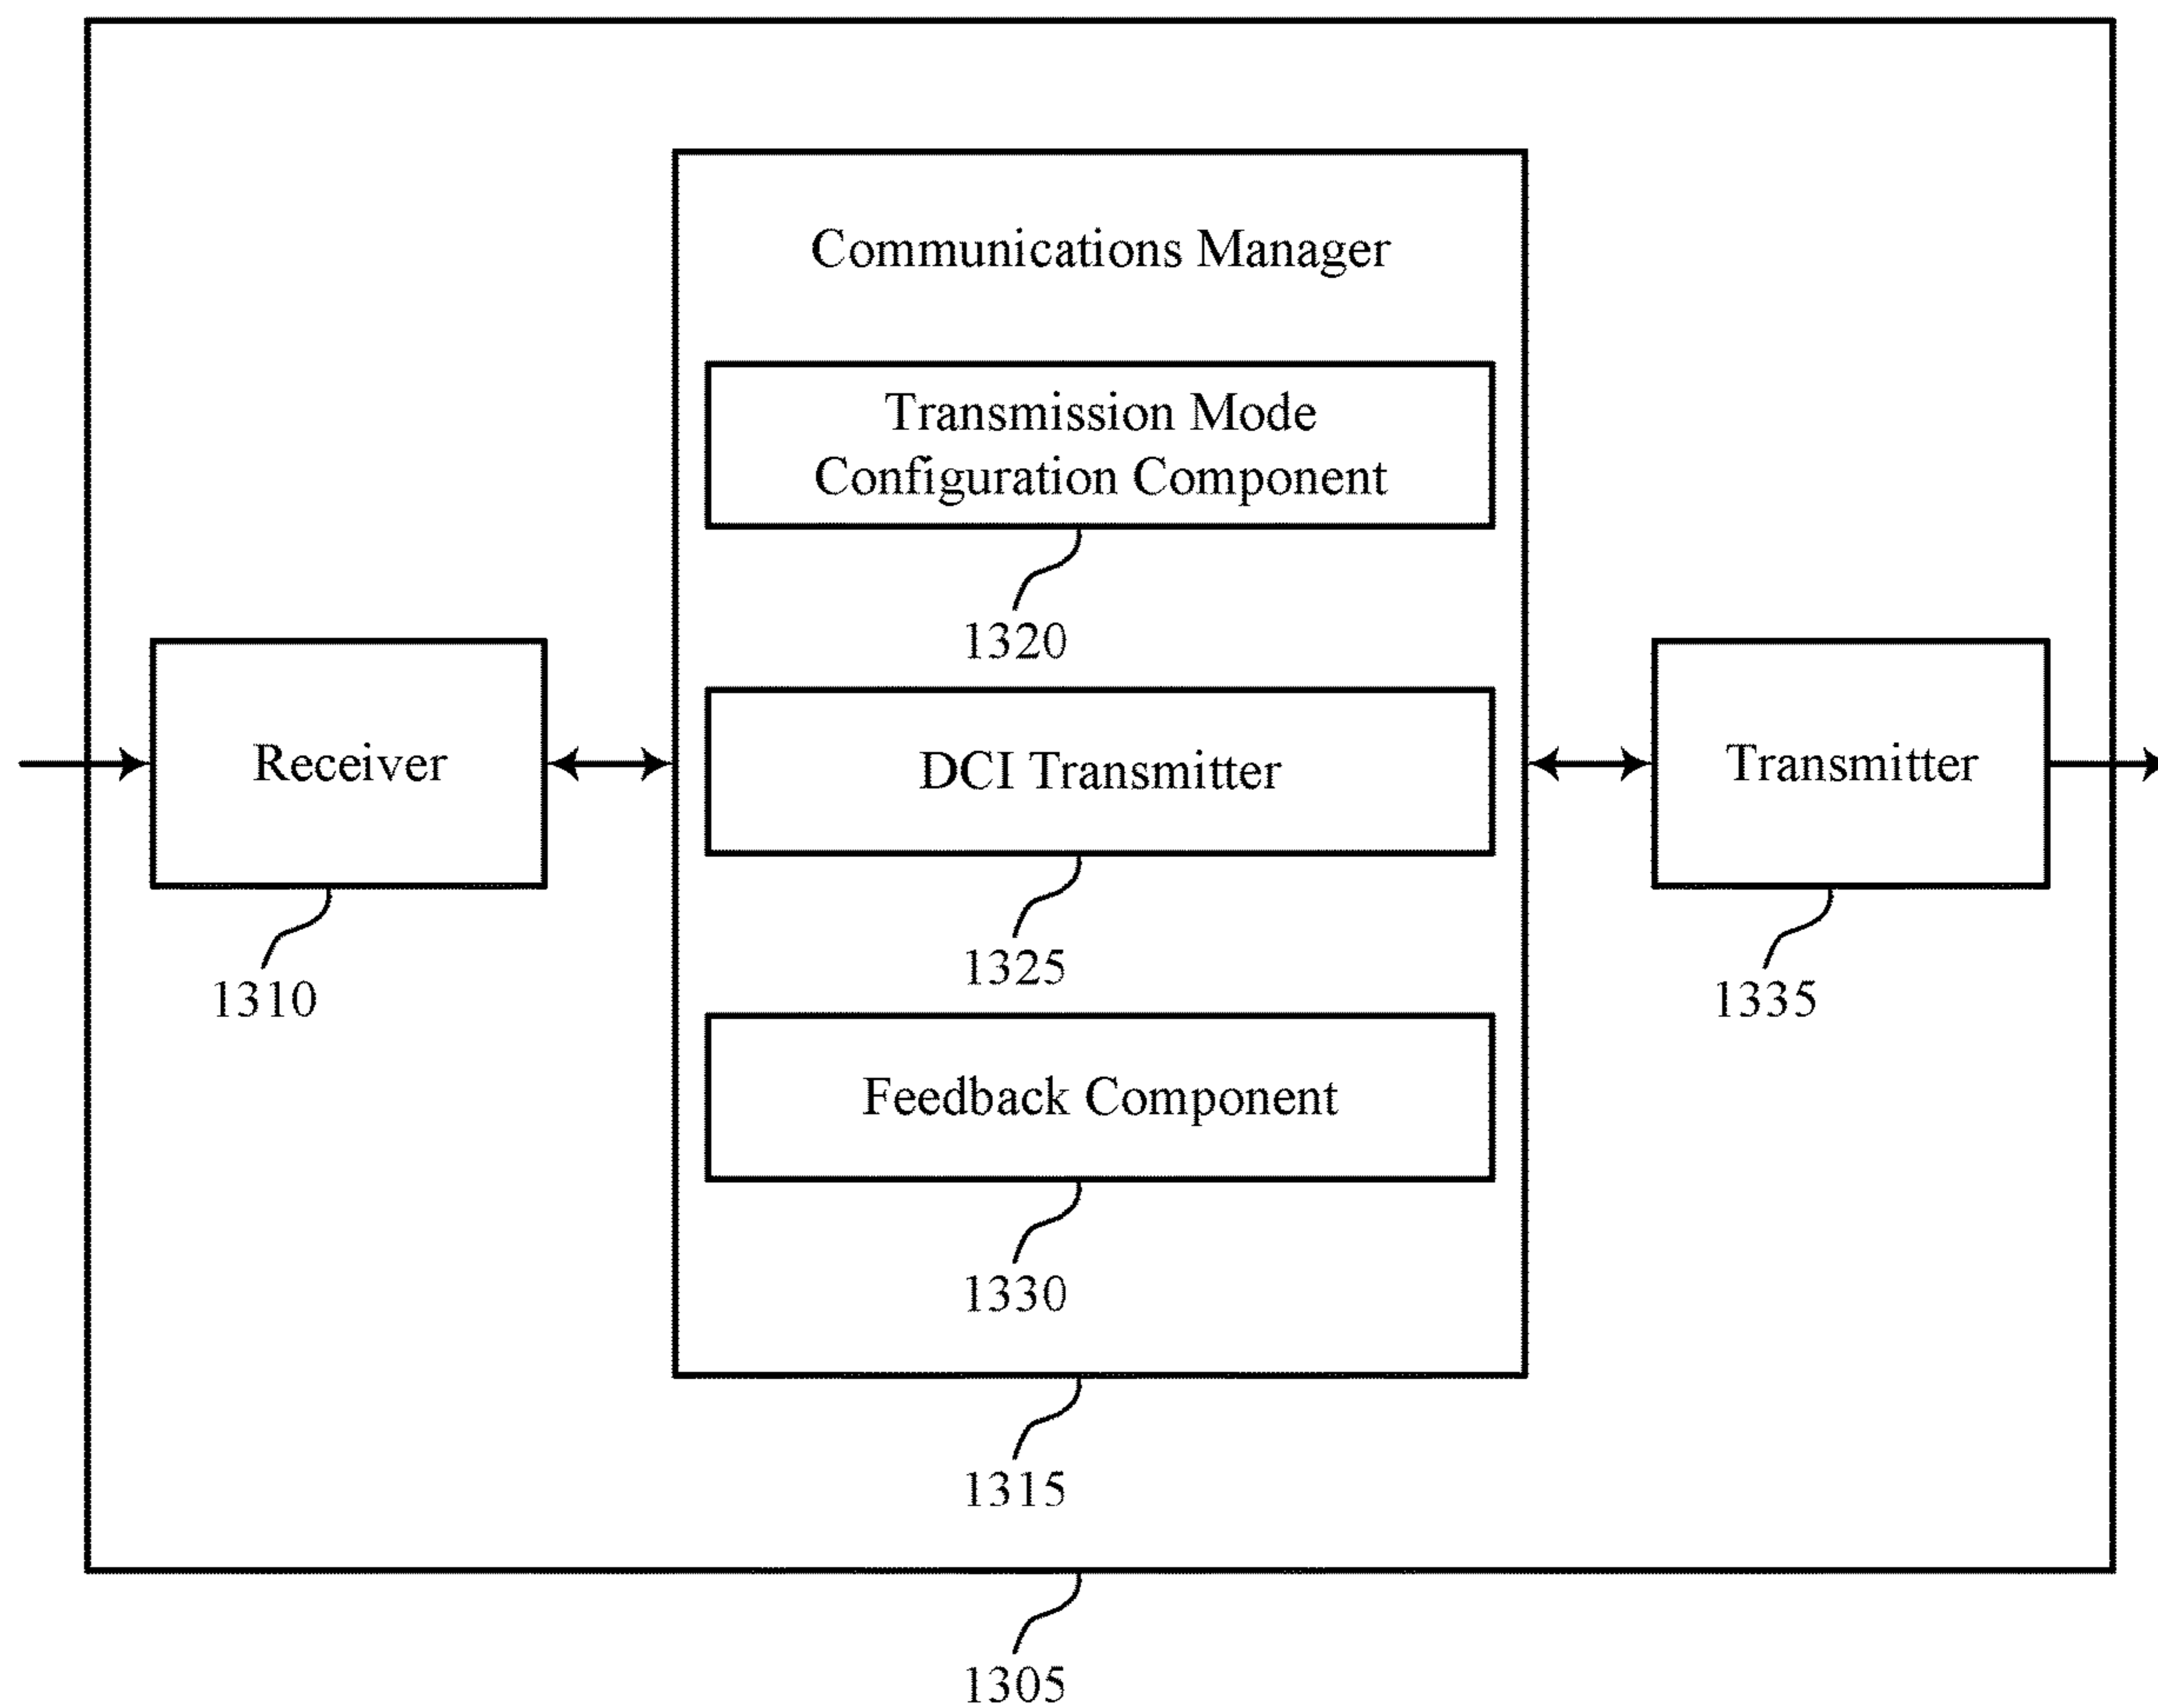 Communications Manager
Transmission Mode
Configuration Component
1320
Receiver
DCI Transmitter
Transmitter
1310
1325
1335
Feedback Component
1330
1315
1305